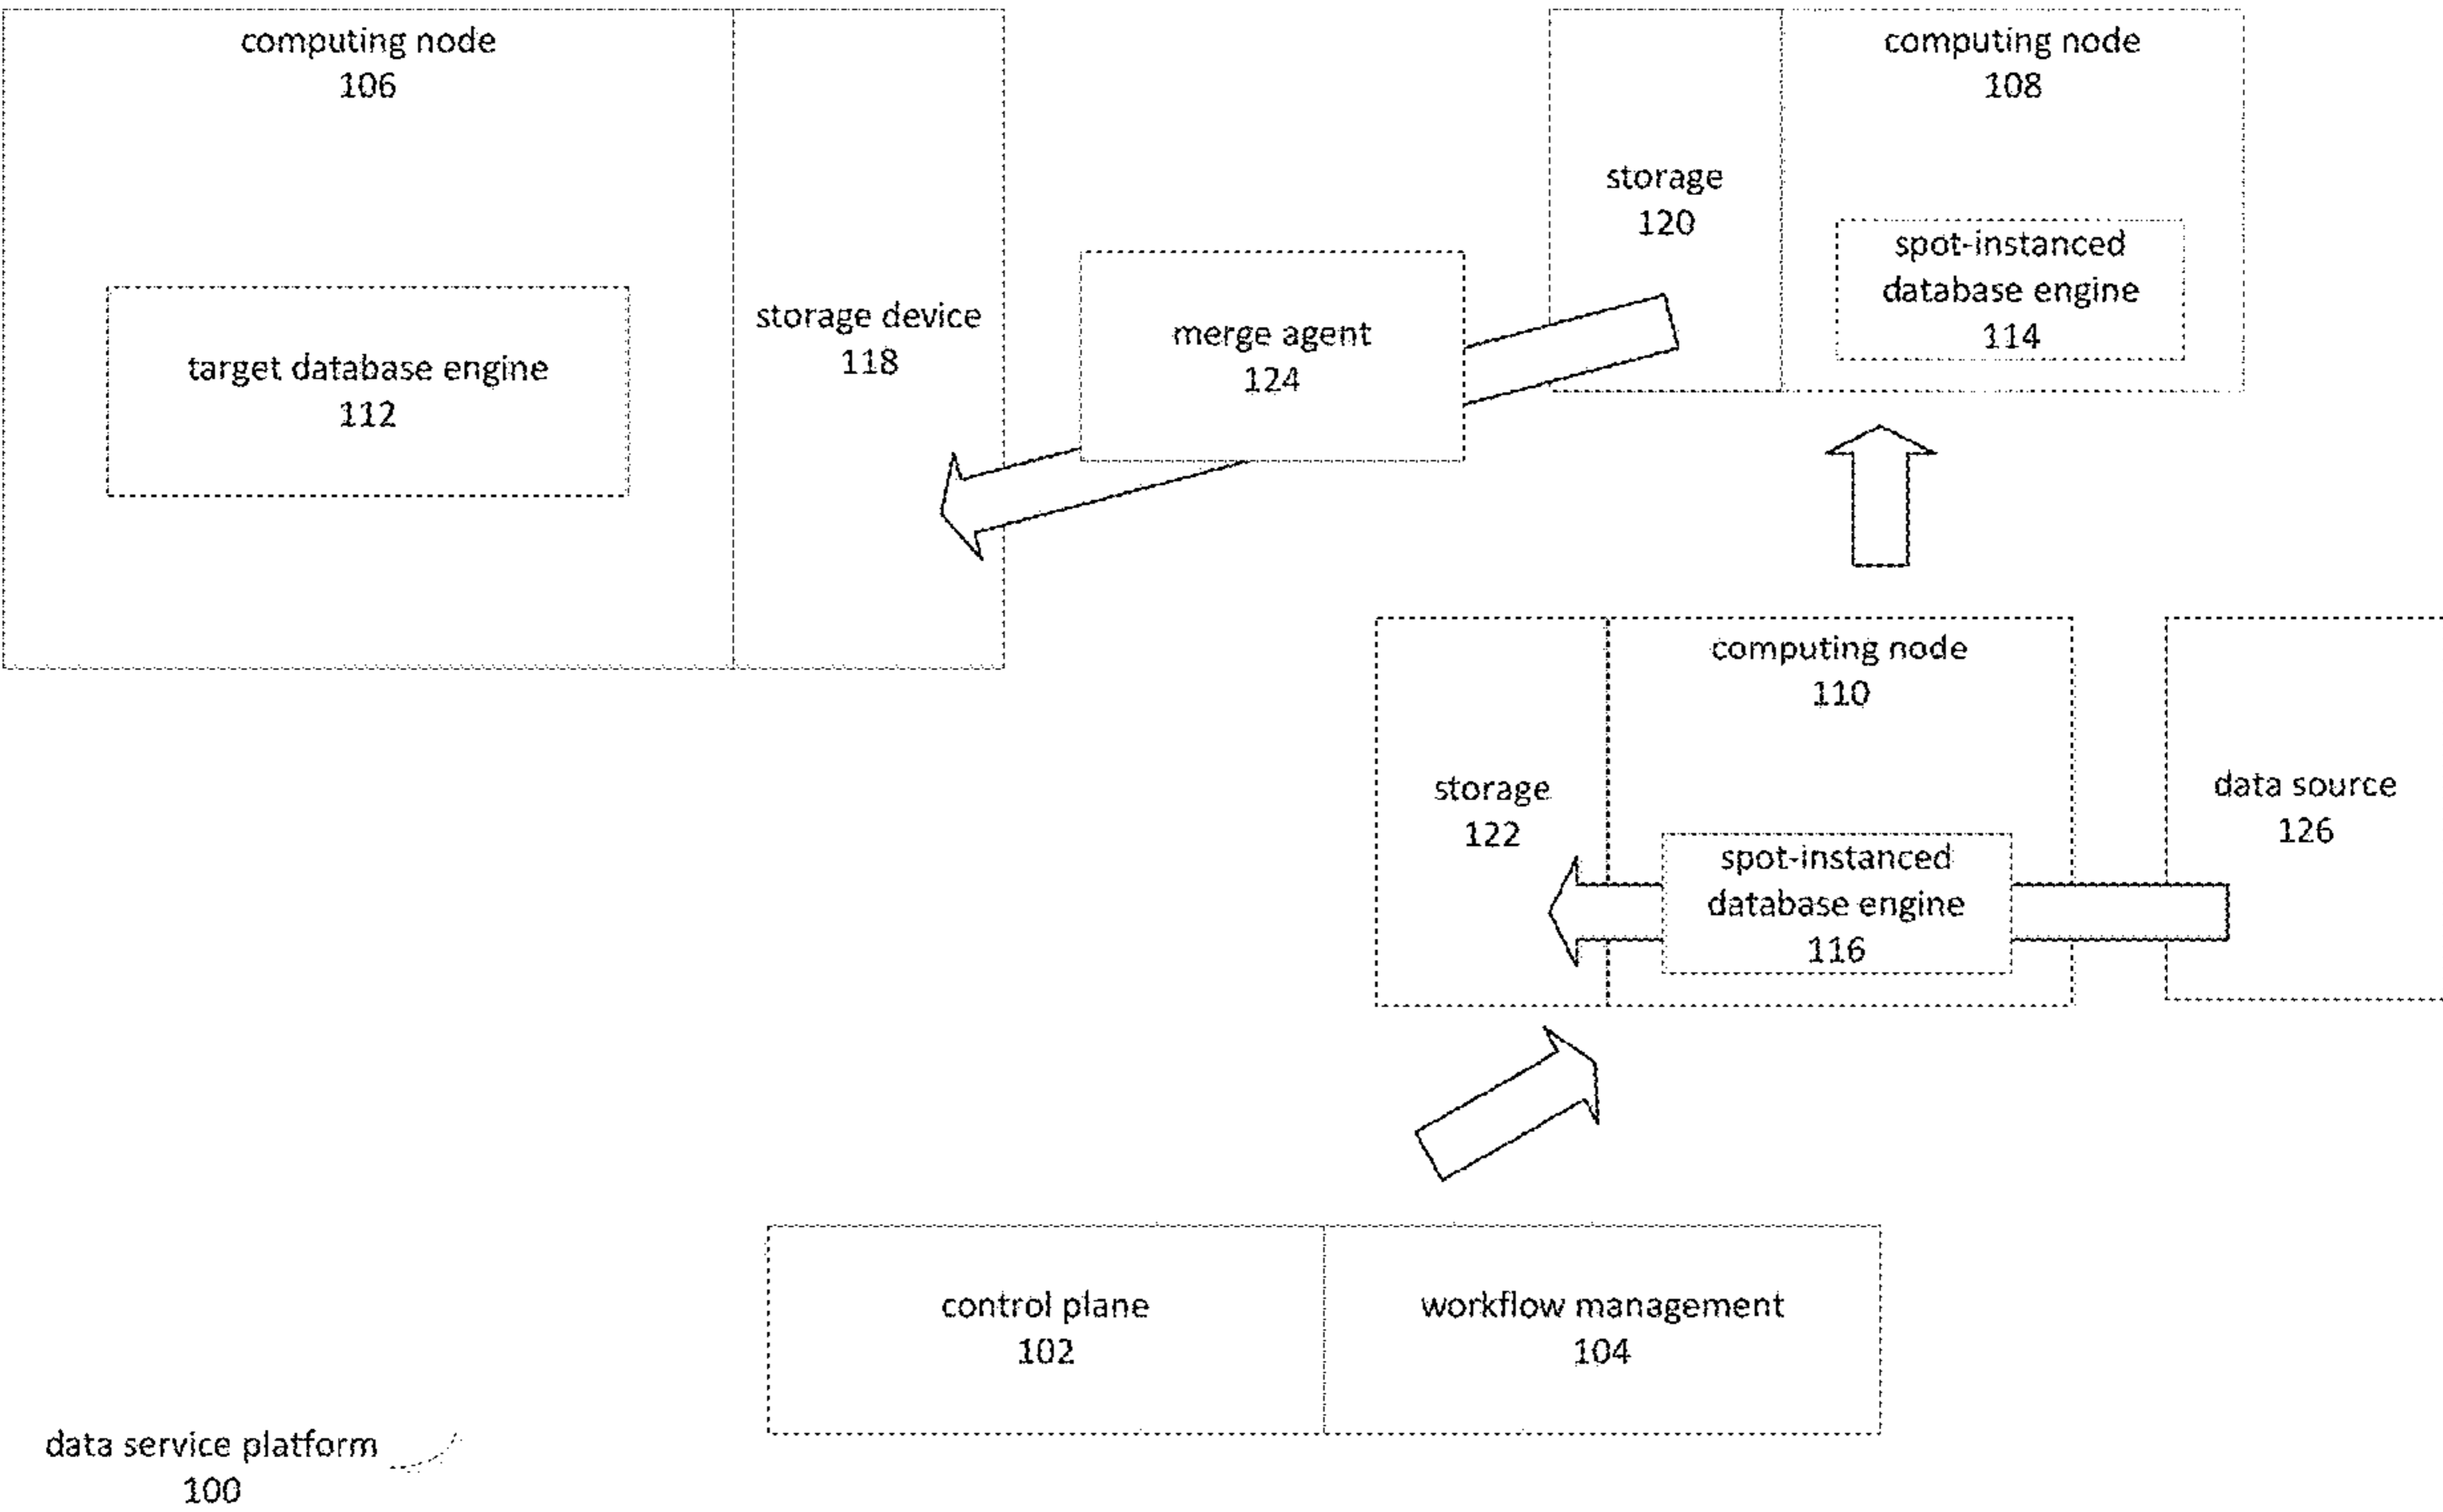 computing node
106
computing node
108
storage
120
spot-instanced
database engine
114
storage device
118
merge agent
124
target database engine
112
computing node
110
storage
122
data source
126
spot-instanced
database engine
116
control plane
102
workflow management
104
data service platform
100